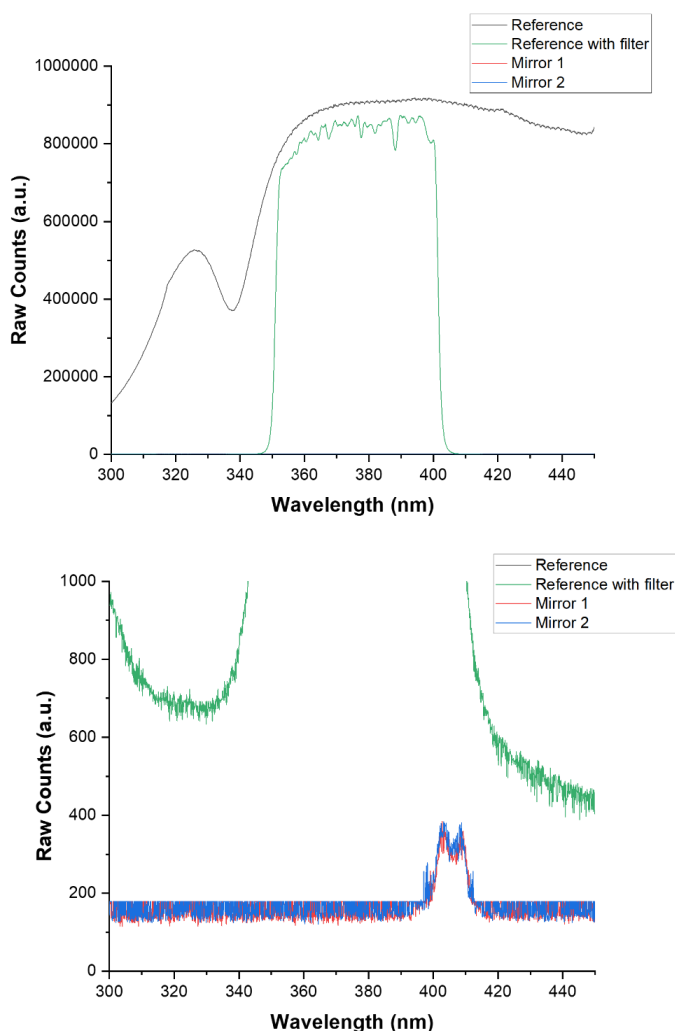 Reference
Reference with filter
Mirror 1
Mirror 2
1000000
800000
600000
400000
200000
0
Raw Counts (a.u.)
300 320 340 360 380 400 420 440
Wavelength (nm)
Reference
Reference with filter
Mirror 1
Mirror 2
1000
800
600
400
200
0
Raw Counts (a.u.)
300 320 340 360 380 400 420 440
Wavelength (nm)